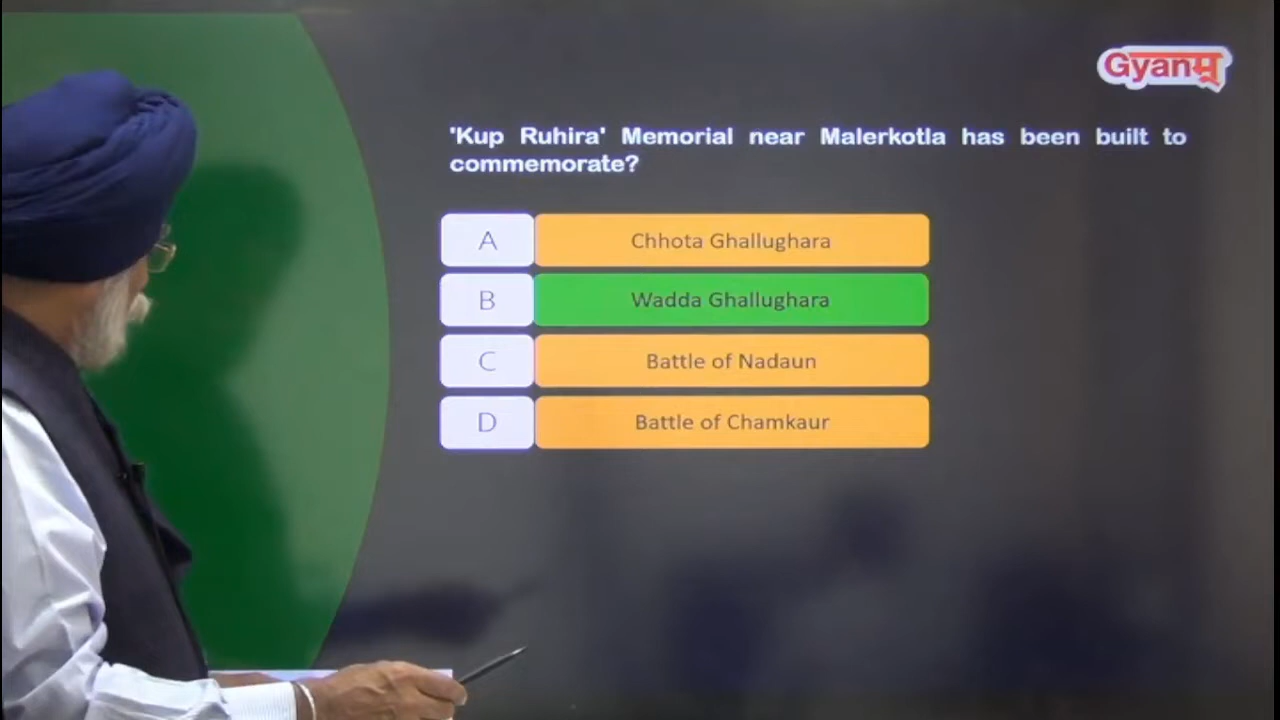 Gyanम्
'Kup Ruhira' Memorial near Malerkotla has been built to
commemorate?
A Chhota Ghallughara
B Wadda Ghallughara
C Battle of Nadaun
D Battle of Chamkaur